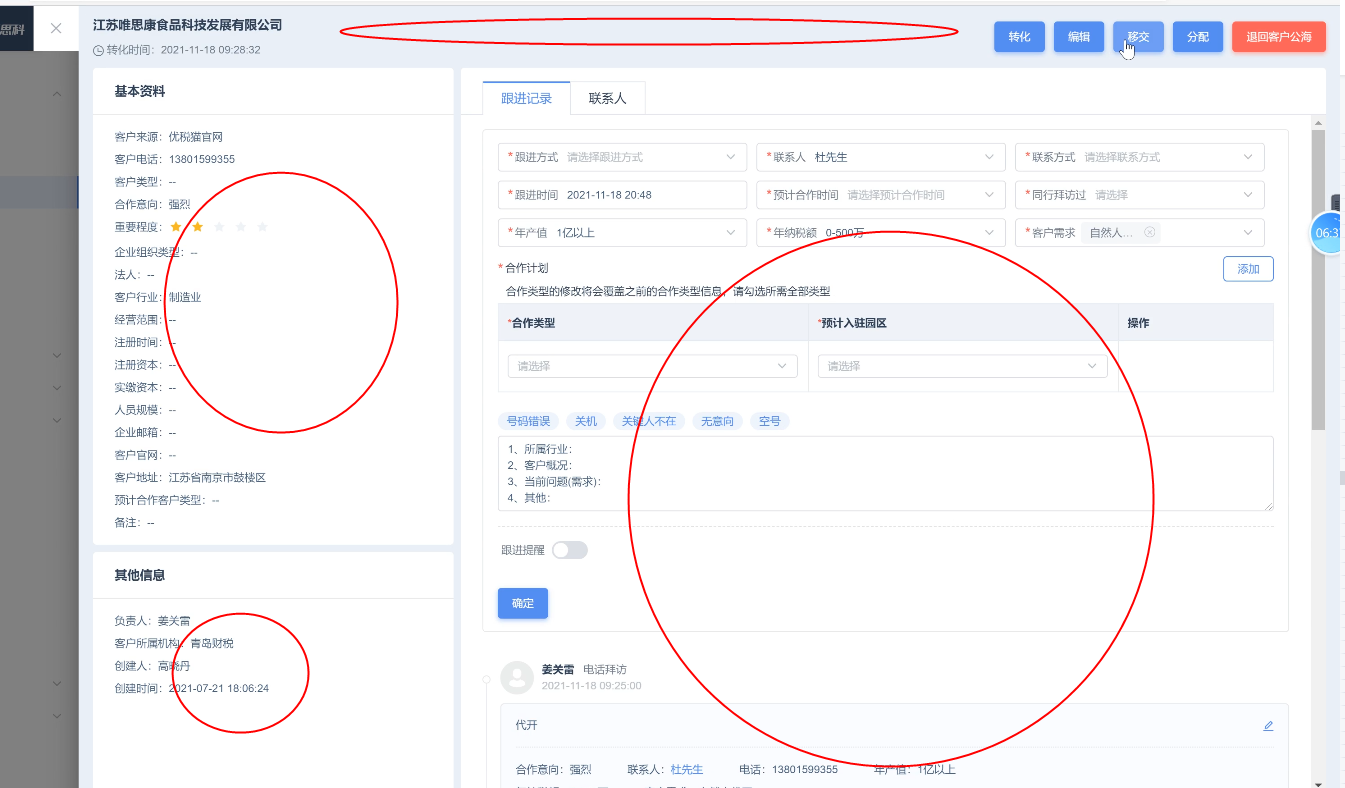 思科
江苏唯思康食品科技发展有限公司
转化时间：2021-11-18 09:28:32
转化 编辑 移交 分配 退回客户公海
基本资料
客户来源：优税猫官网
客户电话：13801599355
客户类型：--
合作意向：强烈
重要程度：
企业组织类型：--
法人：--
客户行业：制造业
经营范围：--
注册时间：--
注册资本：--
实缴资本：--
人员规模：--
企业邮箱：--
客户官网：--
客户地址：江苏省南京市鼓楼区
预计合作客户类型：--
备注：--
其他信息
负责人：姜关雷
客户所属机构：青岛财税
创建人：高晓丹
创建时间：2021-07-21 18:06:24
跟进记录 联系人
*跟进方式 请选择跟进方式 *联系人 杜先生 *联系方式 请选择联系方式
*跟进时间 2021-11-18 20:48 *预计合作时间 请选择预计合作时间 *同行拜访过 请选择
*年产值 1亿以上 *年纳税额 0-500万 *客户需求 自然人...
06:3
*合作计划 添加
合作类型的修改将会覆盖之前的合作类型信息，请勾选所需全部类型
*合作类型 *预计入驻园区 操作
请选择 请选择
号码错误 关机 关键人不在 无意向 空号
1、所属行业：
2、客户概况：
3、当前问题(需求)：
4、其他：
跟进提醒
确定
姜关雷 电话拜访
2021-11-18 09:25:00
代开
合作意向：强烈 联系人：杜先生 电话：13801599355 年产值：1亿以上